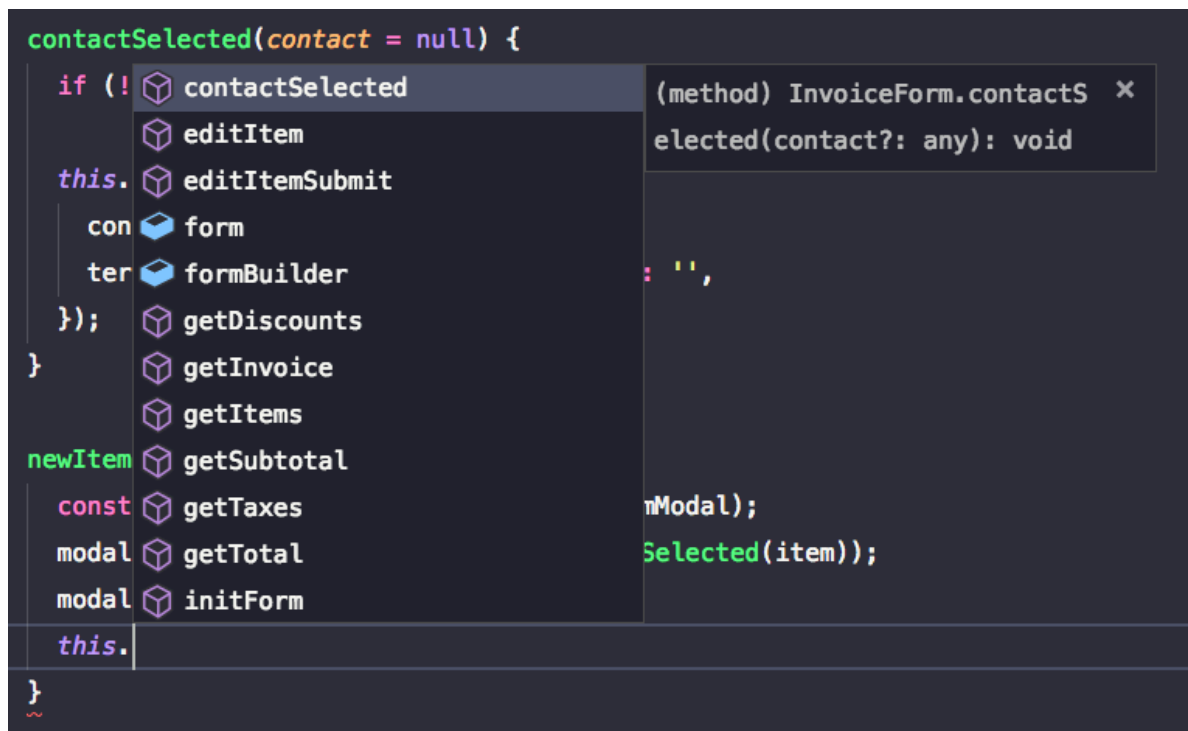 contactSelected(contact = null) {
if (!
contactSelected
(method) InvoiceForm.contactS ×
elected(contact?: any): void
editItem
this.
editItemSubmit
con
form
ter
formBuilder
: '',
});
getDiscounts
}
getInvoice
getItems
newItem
getSubtotal
const
getTaxes
mModal);
modal
getTotal
Selected(item));
modal
initForm
this.
}